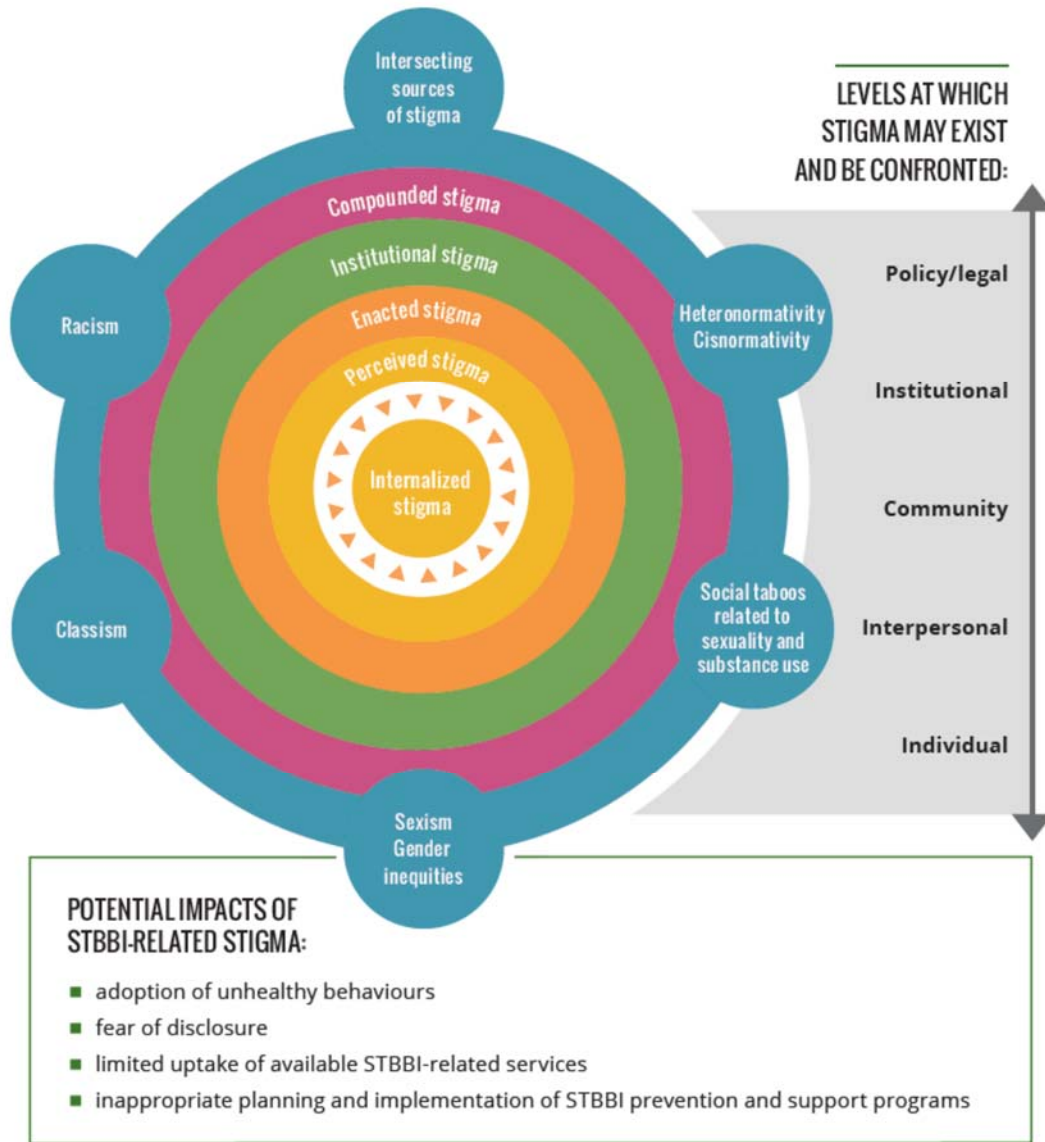 Intersecting
sources
of stigma
Compounded stigma
Institutional stigma
Enacted stigma
Perceived stigma
Internalized
stigma
Racism
Heteronormativity
Cisnormativity
Classism
Social taboos
related to
sexuality and
substance use
Sexism
Gender
inequities
LEVELS AT WHICH
STIGMA MAY EXIST
AND BE CONFRONTED:
Policy/legal
Institutional
Community
Interpersonal
Individual
POTENTIAL IMPACTS OF
STBBI-RELATED STIGMA:
■ adoption of unhealthy behaviours
■ fear of disclosure
■ limited uptake of available STBBI-related services
■ inappropriate planning and implementation of STBBI prevention and support programs